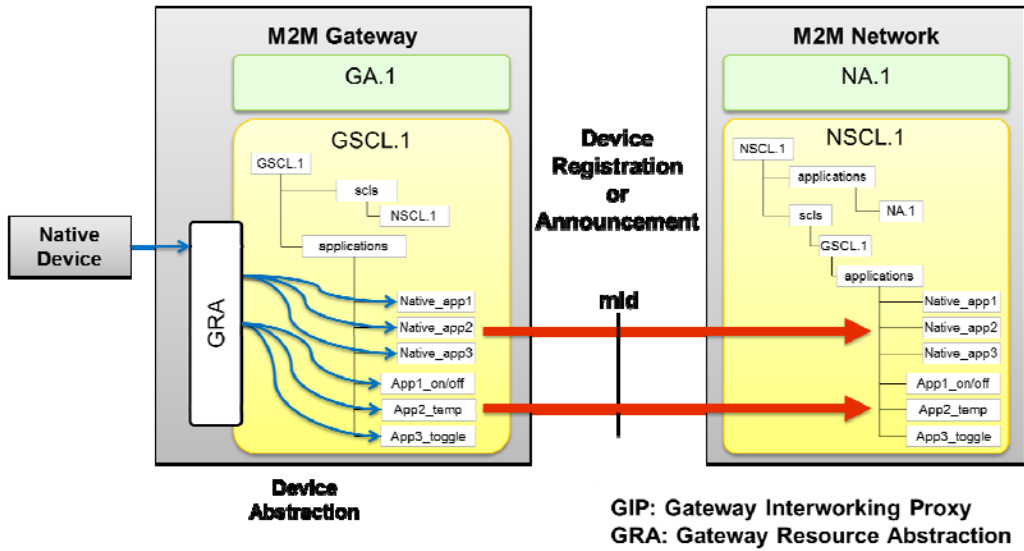 M2M Gateway
GA.1
GSCL.1
GSCL.1
scls
NSCL.1
applications
Native
Device
GRA
Native_app1
Native_app2
Native_app3
App1_on/off
App2_temp
App3_toggle
Device
Abstraction
Device
Registration
or
Announcement
mId
M2M Network
NA.1
NSCL.1
NSCL.1
applications
NA.1
scls
GSCL.1
applications
Native_app1
Native_app2
Native_app3
App1_on/off
App2_temp
App3_toggle
GIP: Gateway Interworking Proxy
GRA: Gateway Resource Abstraction